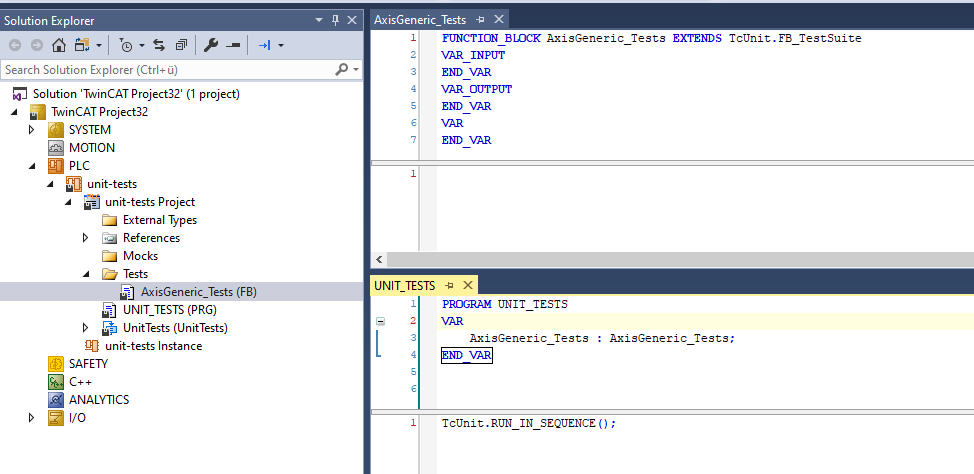 Solution Explorer
Search Solution Explorer (Ctrl+ü)
Solution 'TwinCAT Project32' (1 project)
TwinCAT Project32
SYSTEM
MOTION
PLC
unit-tests
unit-tests Project
External Types
References
Mocks
Tests
AxisGeneric_Tests (FB)
UNIT_TESTS (PRG)
UnitTests (UnitTests)
unit-tests Instance
SAFETY
C++
ANALYTICS
I/O
AxisGeneric_Tests
1 FUNCTION_BLOCK AxisGeneric_Tests EXTENDS TcUnit.FB_TestSuite
2 VAR_INPUT
3 END_VAR
4 VAR_OUTPUT
5 END_VAR
6 VAR
7 END_VAR
1
UNIT_TESTS
1 PROGRAM UNIT_TESTS
2 VAR
3 AxisGeneric_Tests : AxisGeneric_Tests;
4 END_VAR
5
6
1 TcUnit.RUN_IN_SEQUENCE();